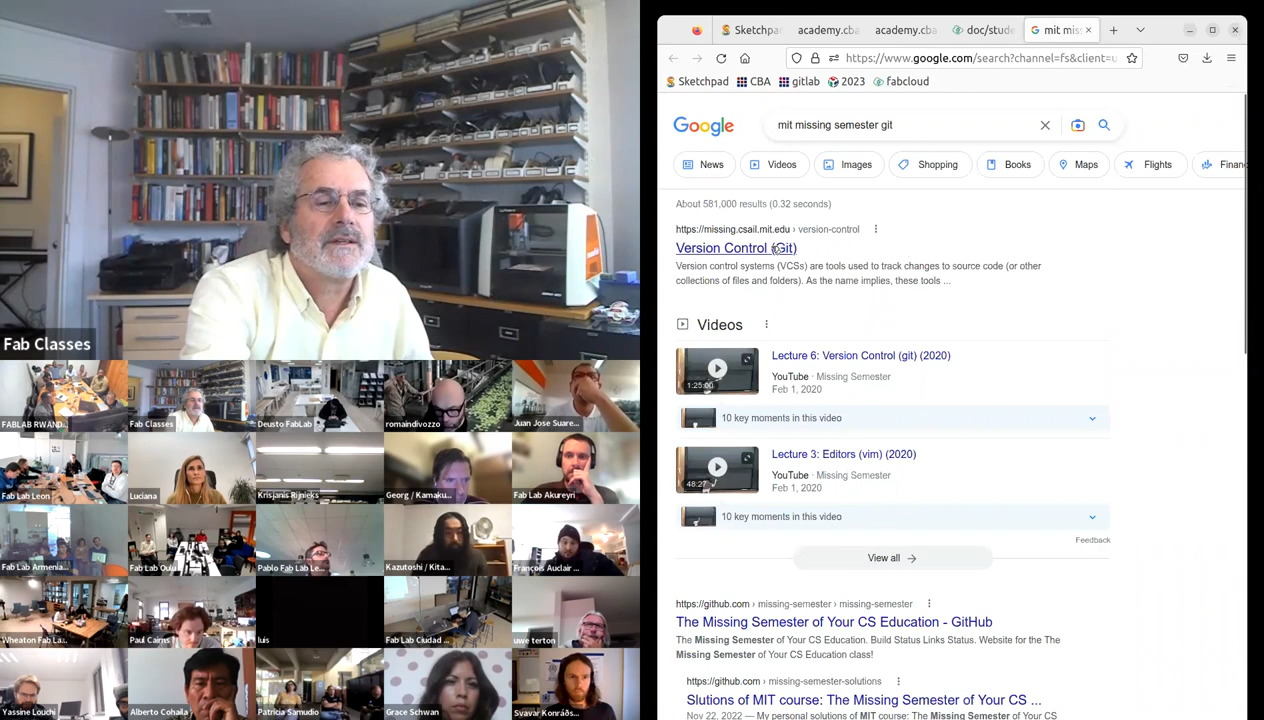 Fab Classes
FABLAB RWAND...
Fab Classes
Deusto FabLab
romaindivozzo
Juan Jose Suare...
Fab Lab Leon
Luciana
Krisjanis Rijnieks
Georg / Kamaku...
Fab Lab Akureyri
Fab Lab Armenia...
Fab Lab Oulu
Pablo Fab Lab Le...
Kazutoshi / Kita...
François Auclair ...
Wheaton Fab La...
Paul Cairns
luis
Fab Lab Ciudad ...
uwe terton
Yassine Louchi
Alberto Cohaila
Patricia Samudio
Grace Schwan
Svavar Konráðs...
Sketchpa
academy.cba
academy.cba
doc/stude
mit miss
https://www.google.com/search?channel=fs&client=u
Sketchpad
CBA
gitlab
2023
fabcloud
Google
mit missing semester git
News
Videos
Images
Shopping
Books
Maps
Flights
Financ
About 581,000 results (0.32 seconds)
https://missing.csail.mit.edu › version-control
Version Control (Git)
Version control systems (VCSs) are tools used to track changes to source code (or other
collections of files and folders). As the name implies, these tools ...
Videos
Lecture 6: Version Control (git) (2020)
YouTube · Missing Semester
Feb 1, 2020
1:25:00
10 key moments in this video
Lecture 3: Editors (vim) (2020)
YouTube · Missing Semester
Feb 1, 2020
48:27
10 key moments in this video
Feedback
View all
https://github.com › missing-semester › missing-semester
The Missing Semester of Your CS Education - GitHub
The Missing Semester of Your CS Education. Build Status Links Status. Website for the The
Missing Semester of Your CS Education class!
https://github.com › missing-semester-solutions
Slutions of MIT course: The Missing Semester of Your CS ...
Nov 22, 2022 — My personal solutions of MIT course: The Missing Semester of Your CS